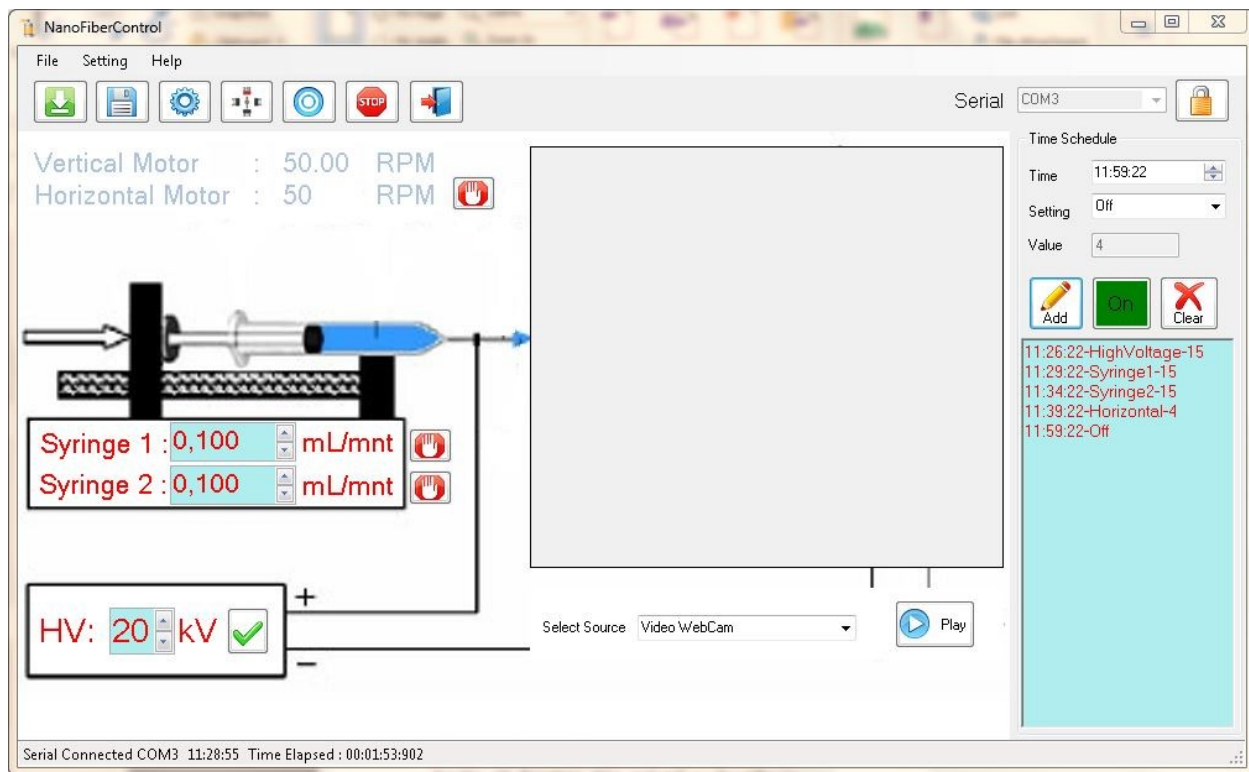 NanoFiberControl
File Setting Help
STOP
Serial COM3
Vertical Motor : 50.00 RPM
Horizontal Motor : 50 RPM
Syringe 1 : 0,100 mL/mnt
Syringe 2 : 0,100 mL/mnt
+
HV: 20 kV
−
Select Source Video WebCam Play
Time Schedule
Time 11:59:22
Setting Off
Value 4
Add On Clear
11:26:22-HighVoltage-15
11:29:22-Syringe1-15
11:34:22-Syringe2-15
11:39:22-Horizontal-4
11:59:22-Off
Serial Connected COM3 11:28:55 Time Elapsed : 00:01:53:902